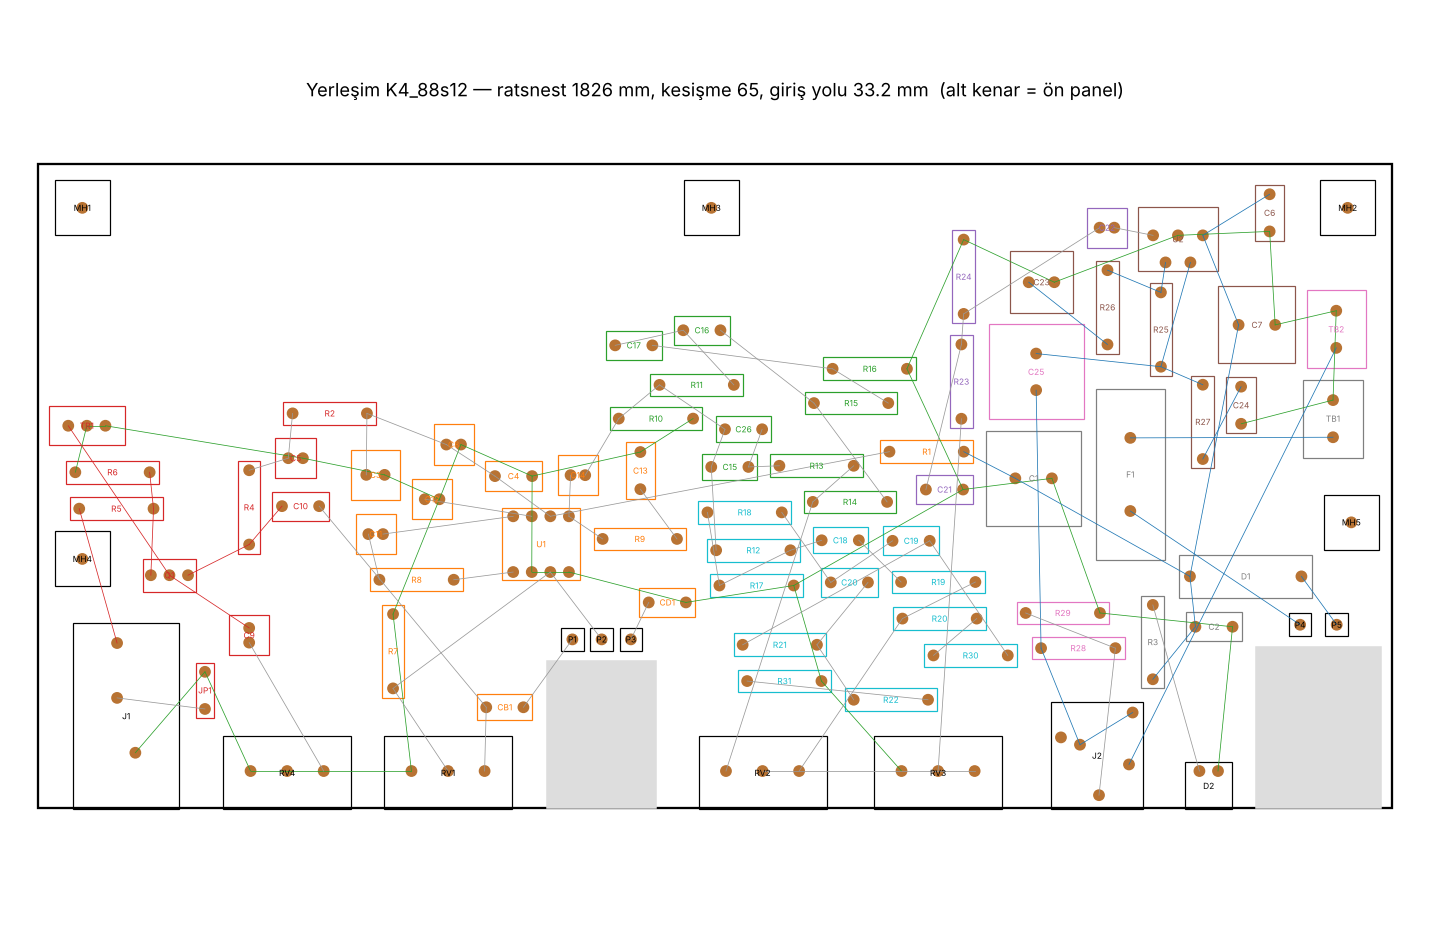 Yerleşim K4_88s12 — ratsnest 1826 mm, kesişme 65, giriş yolu 33.2 mm  (alt kenar = ön panel)
MH1
MH3
MH2
C6
R24
C23
R26
R25
C7
TB2
C16
C17
C25
R16
R11
R23
R15
R2
R10
C26
R27
C24
TB1
R6
C4
C13
C15
R13
R1
F1
R5
R4
C10
R14
C21
MH5
R18
MH4
U1
R9
R12
C18
C19
R8
R17
C20
R19
D1
CD1
R29
R20
C2
P1
P2
P3
P4
P5
R7
R21
R30
R28
R3
JP1
R31
R22
J1
CB1
RV4
RV1
RV2
RV3
J2
D2